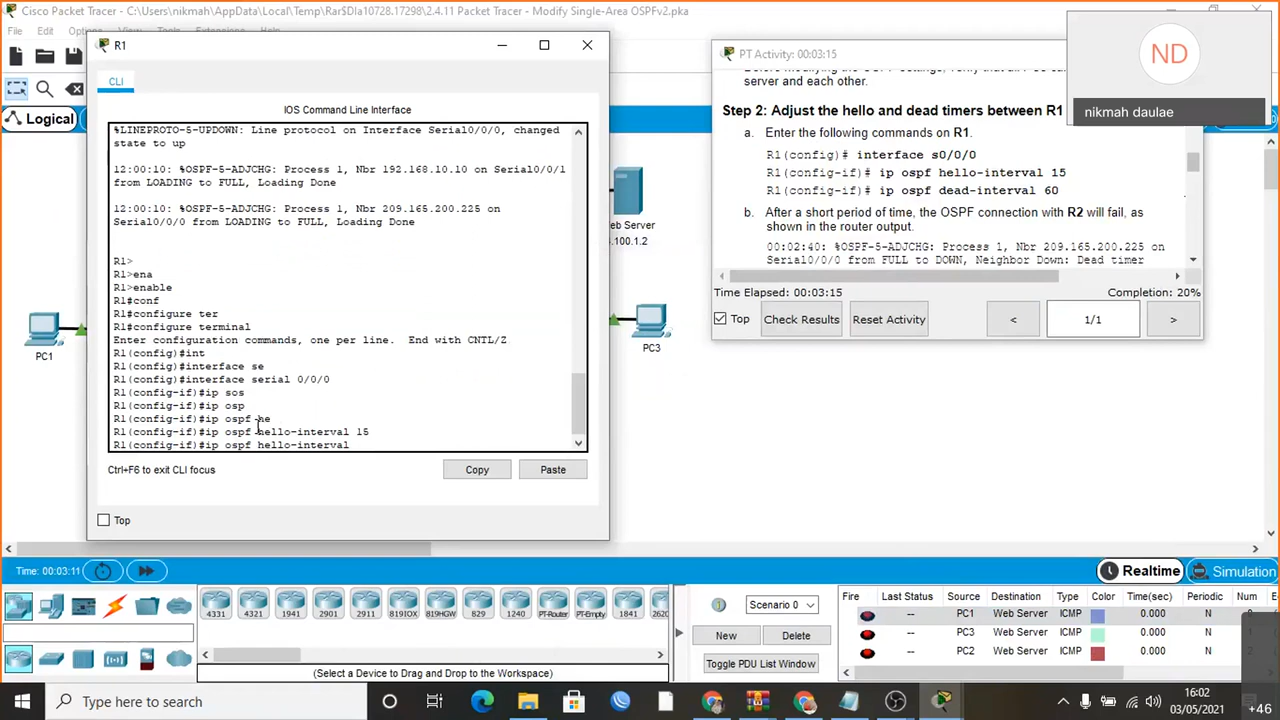 Cisco Packet Tracer - C:\Users\nikmah\AppData\Local\Temp\Rar$DIa10728.17298\2.4.11 Packet Tracer - Modify Single-Area OSPFv2.pka
File Edit
Logical
R1
CLI
IOS Command Line Interface
%LINEPROTO-5-UPDOWN: Line protocol on Interface Serial0/0/0, changed
state to up
12:00:10: %OSPF-5-ADJCHG: Process 1, Nbr 192.168.10.10 on Serial0/0/1
from LOADING to FULL, Loading Done
12:00:10: %OSPF-5-ADJCHG: Process 1, Nbr 209.165.200.225 on
Serial0/0/0 from LOADING to FULL, Loading Done
R1>
R1>ena
R1>enable
R1#conf
R1#configure ter
R1#configure terminal
Enter configuration commands, one per line.  End with CNTL/Z
R1(config)#int
R1(config)#interface se
R1(config)#interface serial 0/0/0
R1(config-if)#ip sos
R1(config-if)#ip osp
R1(config-if)#ip ospf he
R1(config-if)#ip ospf hello-interval 15
R1(config-if)#ip ospf hello-interval
Ctrl+F6 to exit CLI focus
Copy
Paste
Top
PC1
eb Server
.100.1.2
PC3
PT Activity: 00:03:15
server and each other.
Step 2: Adjust the hello and dead timers between R1
a. Enter the following commands on R1.
R1(config)# interface s0/0/0
R1(config-if)# ip ospf hello-interval 15
R1(config-if)# ip ospf dead-interval 60
b. After a short period of time, the OSPF connection with R2 will fail, as
shown in the router output.
00:02:40: %OSPF-5-ADJCHG: Process 1, Nbr 209.165.200.225 on
Serial0/0/0 from FULL to DOWN, Neighbor Down: Dead timer
Time Elapsed: 00:03:15
Completion: 20%
Top
Check Results
Reset Activity
<
1/1
>
ND
nikmah daulae
Time: 00:03:11
Realtime
Simulation
4331 4321 1941 2901 2911 819IOX 819HGW 829 1240 PT-Router PT-Empty 1841 2620
(Select a Device to Drag and Drop to the Workspace)
Scenario 0
New
Delete
Toggle PDU List Window
Fire Last Status Source Destination Type Color Time(sec) Periodic Num
-- PC1 Web Server ICMP 0.000 N
-- PC3 Web Server ICMP 0.000 N
-- PC2 Web Server ICMP 0.000 N
Type here to search
16:02
03/05/2021
+46